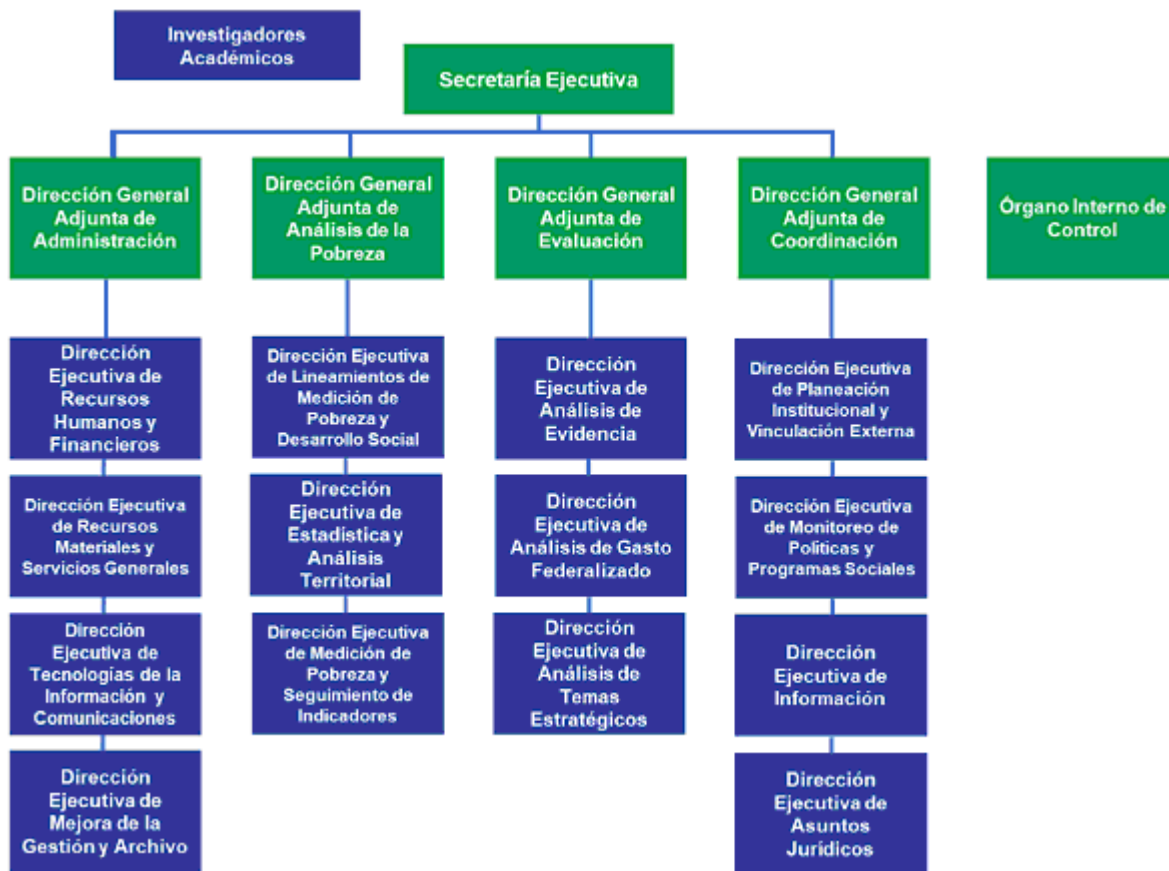 Investigadores
Académicos
Secretaría Ejecutiva
Dirección General
Adjunta de
Administración
Dirección General
Adjunta de
Análisis de la
Pobreza
Dirección General
Adjunta de
Evaluación
Dirección General
Adjunta de
Coordinación
Órgano Interno de
Control
Dirección
Ejecutiva de
Recursos
Humanos y
Financieros
Dirección Ejecutiva
de Recursos
Materiales y
Servicios Generales
Dirección
Ejecutiva de
Tecnologías de la
Información y
Comunicaciones
Dirección
Ejecutiva de
Mejora de la
Gestión y Archivo
Dirección Ejecutiva
de Lineamientos de
Medición de
Pobreza y
Desarrollo Social
Dirección
Ejecutiva de
Estadística y
Análisis
Territorial
Dirección Ejecutiva
de Medición de
Pobreza y
Seguimiento de
Indicadores
Dirección
Ejecutiva de
Análisis de
Evidencia
Dirección
Ejecutiva de
Análisis de Gasto
Federalizado
Dirección
Ejecutiva de
Análisis de
Temas
Estratégicos
Dirección Ejecutiva
de Planeación
Institucional y
Vinculación Externa
Dirección Ejecutiva
de Monitoreo de
Políticas y
Programas Sociales
Dirección
Ejecutiva de
Información
Dirección
Ejecutiva de
Asuntos
Jurídicos